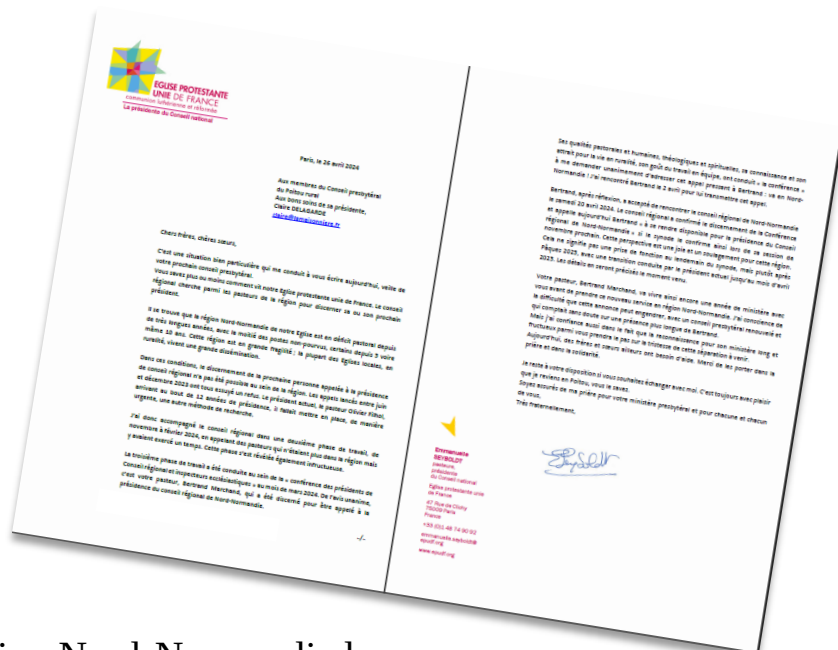 EGLISE PROTESTANTE
UNIE DE FRANCE
communion luthérienne et réformée
La présidente du Conseil national
Paris, le 26 avril 2024
Aux membres du Conseil presbytéral
du Poitou rural
Aux bons soins de sa présidente,
Claire DELAGARDE
Chers frères, chères sœurs,
C'est une situation bien particulière qui me conduit à vous écrire aujourd'hui, veille de
votre prochain conseil presbytéral.
Vous savez plus ou moins comment vit notre Eglise protestante unie de France. Le conseil
régional cherche parmi les pasteurs de la région pour discerner sa ou son prochain
président.
Il se trouve que la région Nord-Normandie de notre Eglise est en déficit pastoral depuis
de très longues années, avec la moitié des postes non-pourvus, certains depuis 5 voire
même 10 ans. Cette région est en grande fragilité : la plupart des Eglises locales, en
ruralité, vivent une grande dissémination.
Dans ces conditions, le discernement de la prochaine personne appelée à la présidence
de conseil régional n'a pas été possible au sein de la région. Les appels lancés entre juin
et décembre 2023 ont tous essuyé un refus. Le président actuel, le pasteur Olivier Filhol,
arrivant au bout de 12 années de présidence, il fallait mettre en place, de manière
urgente, une autre méthode de recherche.
J'ai donc accompagné le conseil régional dans une deuxième phase de travail, de
novembre à février 2024, en appelant des pasteurs qui n'étaient plus dans la région mais
y avaient exercé un temps. Cette phase s'est révélée également infructueuse.
La troisième phase de travail a été conduite au sein de la « conférence des présidents de
Conseil régional et inspecteurs ecclésiastiques » au mois de mars 2024. De l'avis unanime,
c'est votre pasteur, Bertrand Marchand, qui a été discerné pour être appelé à la
présidence du conseil régional de Nord-Normandie.
-/-
Ses qualités pastorales et humaines, théologiques et spirituelles, sa connaissance et son
attrait pour la vie en ruralité, son goût du travail en équipe, ont conduit « la conférence »
à me demander unanimement d'adresser cet appel pressant à Bertrand : va en Nord-
Normandie ! J'ai rencontré Bertrand le 2 avril pour lui transmettre cet appel.
Bertrand, après réflexion, a accepté de rencontrer le conseil régional de Nord-Normandie
le samedi 20 avril 2024. Le conseil régional a confirmé le discernement de la Conférence
et appelle aujourd'hui Bertrand « à se rendre disponible pour la présidence du Conseil
régional de Nord-Normandie » si le synode le confirme ainsi lors de sa session de
novembre prochain. Cette perspective est une joie et un soulagement pour cette région.
Cela ne signifie pas une prise de fonction au lendemain du synode, mais plutôt après
Pâques 2025, avec une transition conduite par le président actuel jusqu'au mois d'avril
2025. Les détails en seront précisés le moment venu.
Votre pasteur, Bertrand Marchand, va vivre ainsi encore une année de ministère avec
vous avant de prendre ce nouveau service en région Nord-Normandie. J'ai conscience de
la difficulté que cette annonce peut engendrer, avec un conseil presbytéral renouvelé et
qui comptait sans doute sur une présence plus longue de Bertrand.
Mais j'ai confiance aussi dans le fait que la reconnaissance pour son ministère long et
fructueux parmi vous prendra le pas sur la tristesse de cette séparation à venir.
Aujourd'hui, des frères et sœurs ailleurs ont besoin d'aide. Merci de les porter dans la
prière et dans la solidarité.
Je reste à votre disposition si vous souhaitez échanger avec moi. C'est toujours avec plaisir
que je reviens en Poitou, vous le savez.
Soyez assurés de ma prière pour votre ministère presbytéral et pour chacune et chacun
de vous,
Très fraternellement,
Emmanuelle
SEYBOLDT
pasteure,
présidente
du Conseil national
Eglise protestante unie
de France
47 Rue de Clichy
75009 Paris
France
emmanuelle.seyboldt@
epudf.org
www.epudf.org